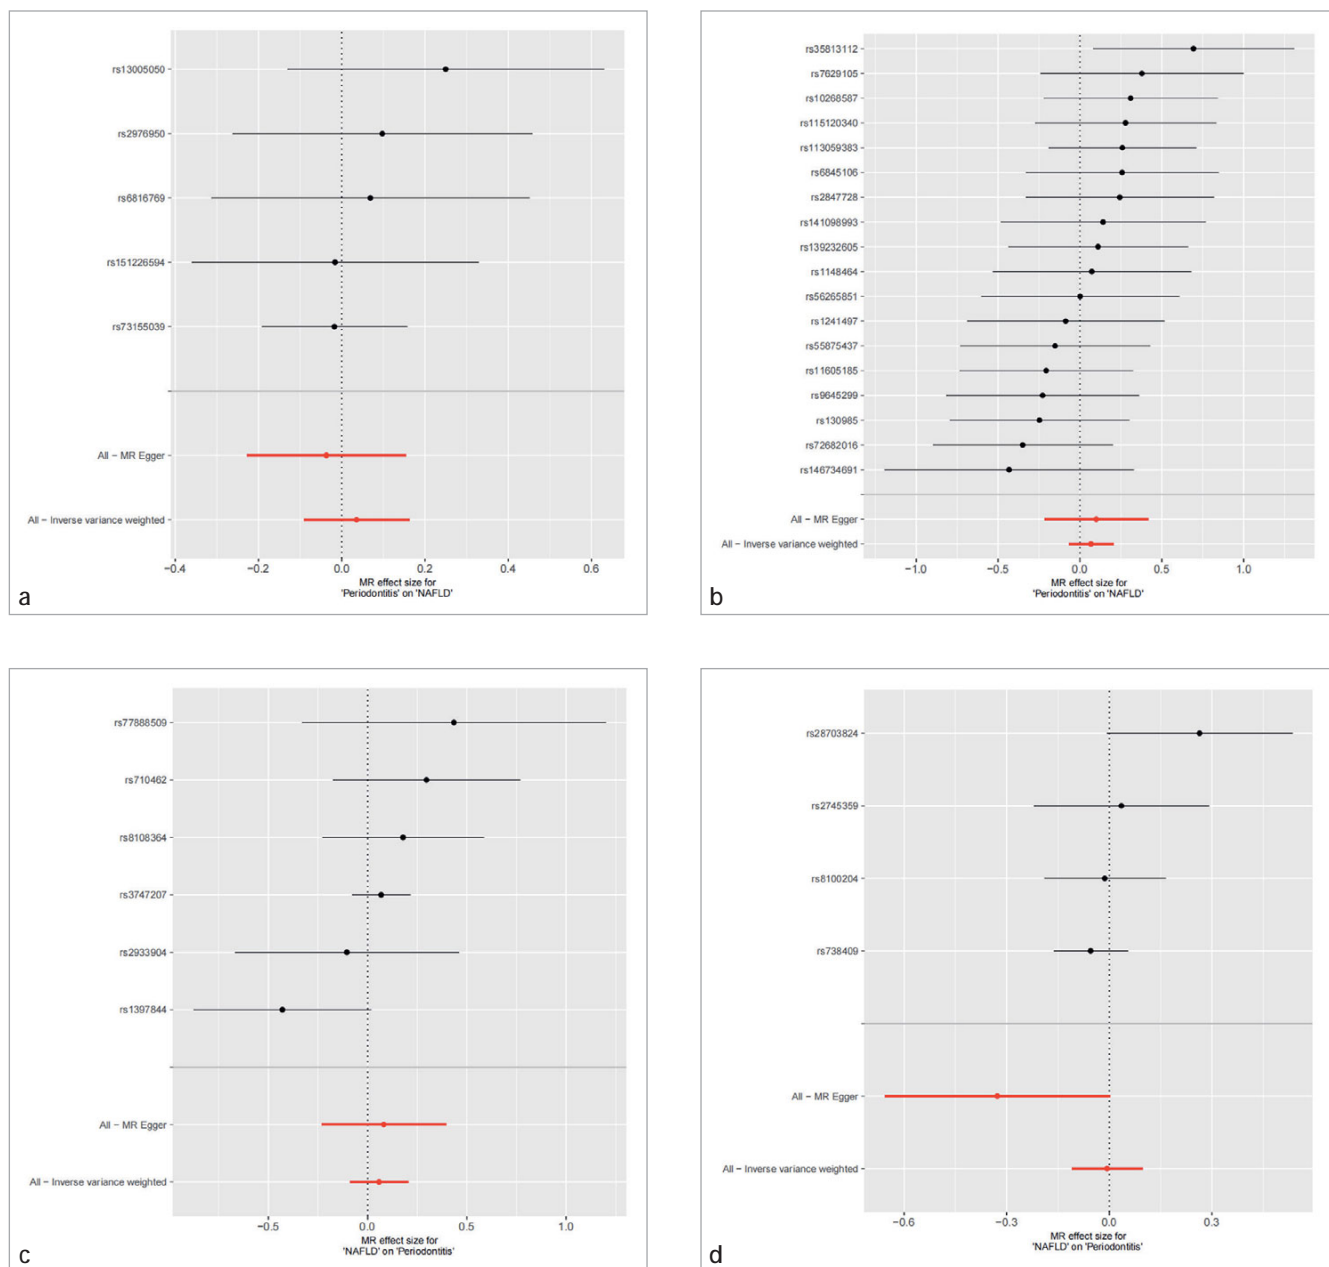 rs13005050
rs2976950
rs6816769
rs151226594
rs73155039
All − MR Egger
All − Inverse variance weighted
−0.4 −0.2 0.0 0.2 0.4 0.6
MR effect size for
'Periodontitis' on 'NAFLD'
a
rs35813112
rs7629105
rs10266587
rs115120340
rs113059383
rs6845106
rs2847728
rs141098993
rs139232605
rs1148464
rs56265851
rs1241497
rs55875437
rs11605185
rs9645299
rs130985
rs72682016
rs146734691
All − MR Egger
All − Inverse variance weighted
−1.0 −0.5 0.0 0.5 1.0
MR effect size for
'Periodontitis' on 'NAFLD'
b
rs77888509
rs710462
rs8108364
rs3747207
rs2933904
rs1397844
All − MR Egger
All − Inverse variance weighted
−0.5 0.0 0.5 1.0
MR effect size for
'NAFLD' on 'Periodontitis'
c
rs28703824
rs2745359
rs8100204
rs738409
All − MR Egger
All − Inverse variance weighted
−0.6 −0.3 0.0 0.3
MR effect size for
'NAFLD' on 'Periodontitis'
d